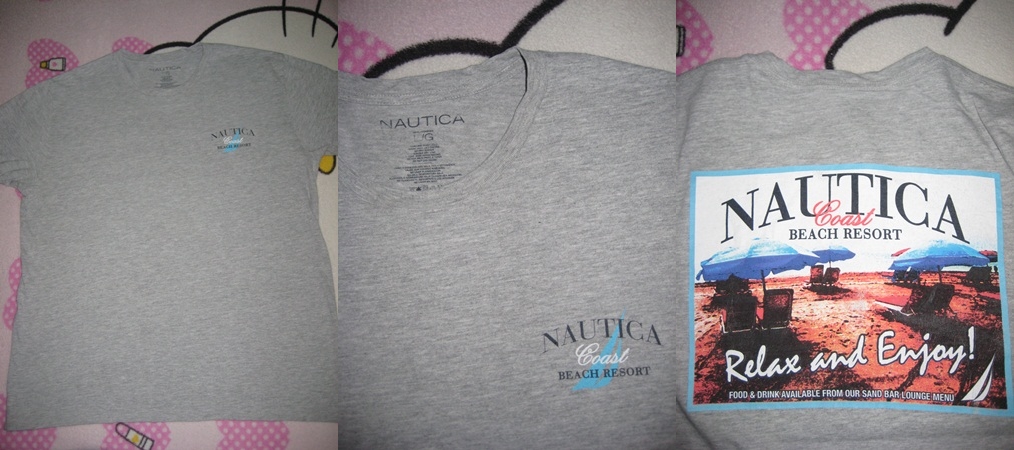 NAUTICA
NAUTICA
Coast
BEACH RESORT
NAUTICA
L/G
NAUTICA
Coast
BEACH RESORT
NAUTICA
Coast
BEACH RESORT
Relax and Enjoy!
FOOD & DRINK AVAILABLE FROM OUR SAND BAR LOUNGE MENU